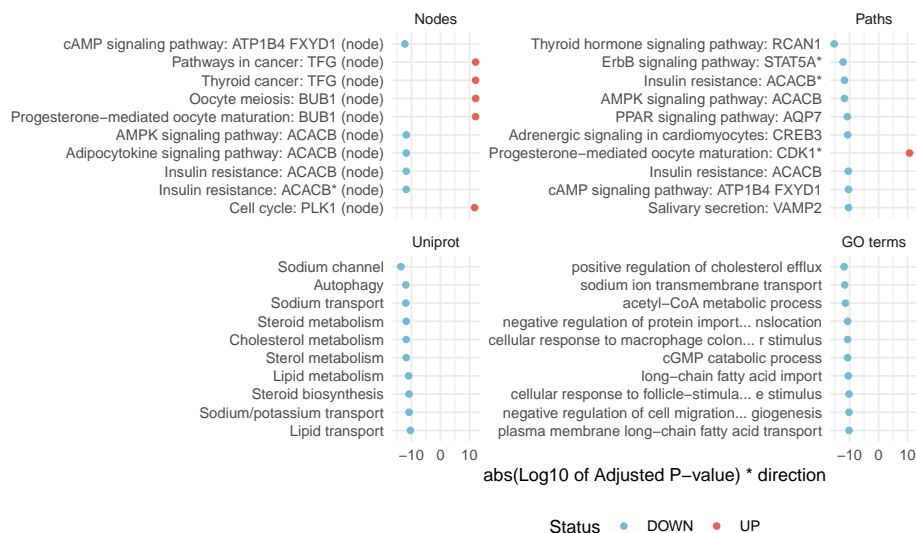 Nodes
cAMP signaling pathway: ATP1B4 FXYD1 (node)
Pathways in cancer: TFG (node)
Thyroid cancer: TFG (node)
Oocyte meiosis: BUB1 (node)
Progesterone−mediated oocyte maturation: BUB1 (node)
AMPK signaling pathway: ACACB (node)
Adipocytokine signaling pathway: ACACB (node)
Insulin resistance: ACACB (node)
Insulin resistance: ACACB* (node)
Cell cycle: PLK1 (node)
Paths
Thyroid hormone signaling pathway: RCAN1
ErbB signaling pathway: STAT5A*
Insulin resistance: ACACB*
AMPK signaling pathway: ACACB
PPAR signaling pathway: AQP7
Adrenergic signaling in cardiomyocytes: CREB3
Progesterone−mediated oocyte maturation: CDK1*
Insulin resistance: ACACB
cAMP signaling pathway: ATP1B4 FXYD1
Salivary secretion: VAMP2
Uniprot
Sodium channel
Autophagy
Sodium transport
Steroid metabolism
Cholesterol metabolism
Sterol metabolism
Lipid metabolism
Steroid biosynthesis
Sodium/potassium transport
Lipid transport
−10 0 10
GO terms
positive regulation of cholesterol efflux
sodium ion transmembrane transport
acetyl−CoA metabolic process
negative regulation of protein import... nslocation
cellular response to macrophage colon... r stimulus
cGMP catabolic process
long−chain fatty acid import
cellular response to follicle−stimula... e stimulus
negative regulation of cell migration... giogenesis
plasma membrane long−chain fatty acid transport
−10 0 10
abs(Log10 of Adjusted P−value) * direction
Status DOWN UP